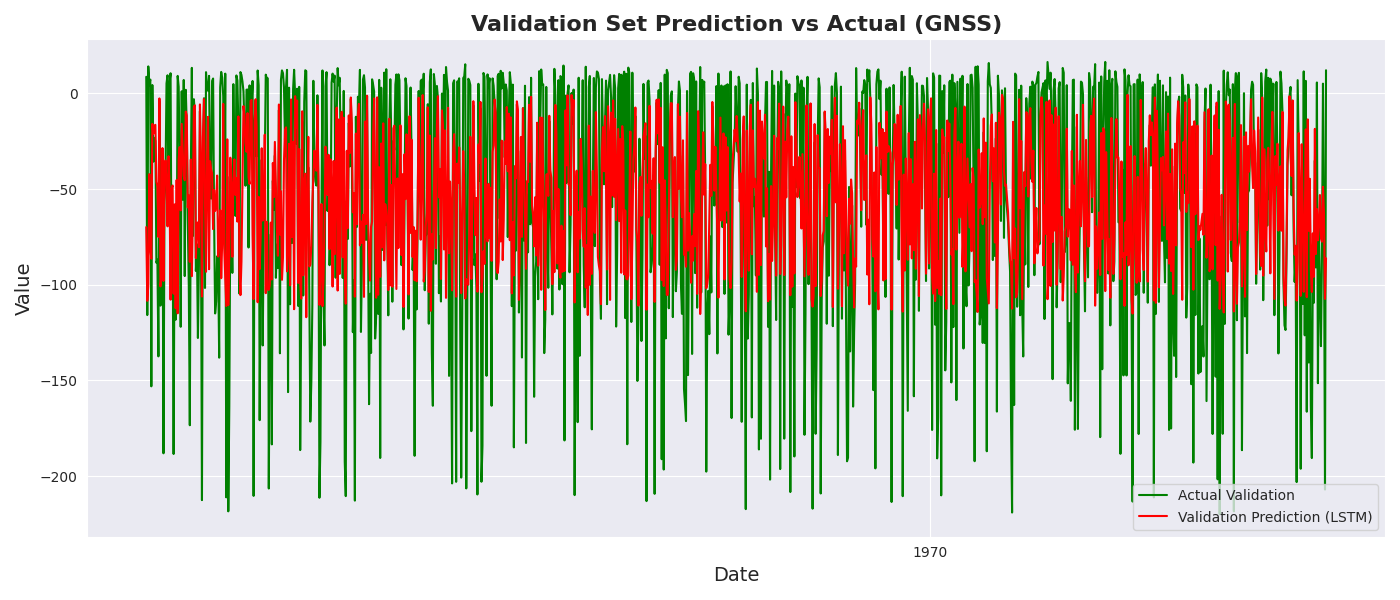 Validation Set Prediction vs Actual (GNSS)
Value
0
−50
−100
−150
−200
Actual Validation
Validation Prediction (LSTM)
1970
Date